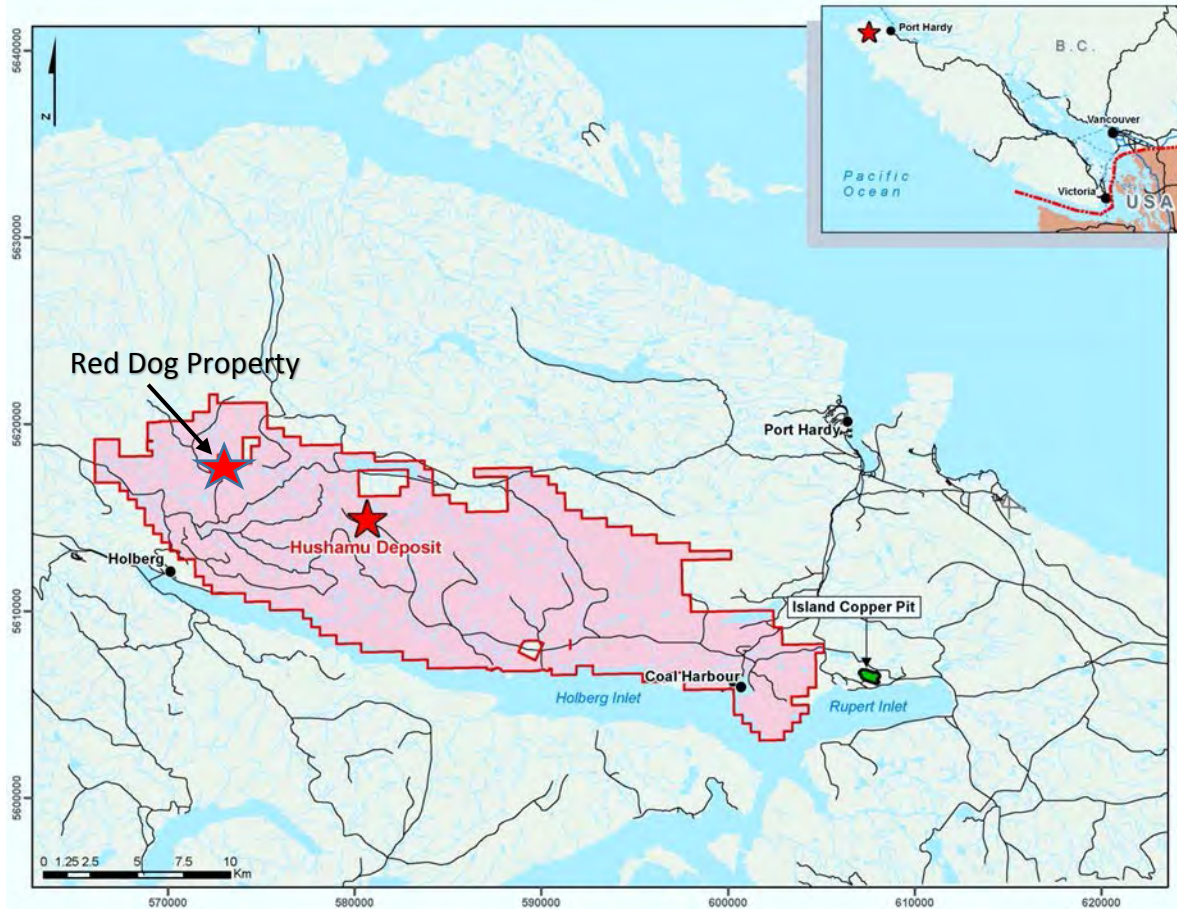 Port Hardy
B.C.
Vancouver
Pacific
Ocean
Victoria
USA
5640000
5630000
5620000
5610000
5600000
N
Red Dog Property
Port Hardy
Hushamu Deposit
Holberg
Island Copper Pit
Coal Harbour
Holberg Inlet
Rupert Inlet
0 1.25 2.5 5 7.5 10
Km
570000 580000 590000 600000 610000 620000